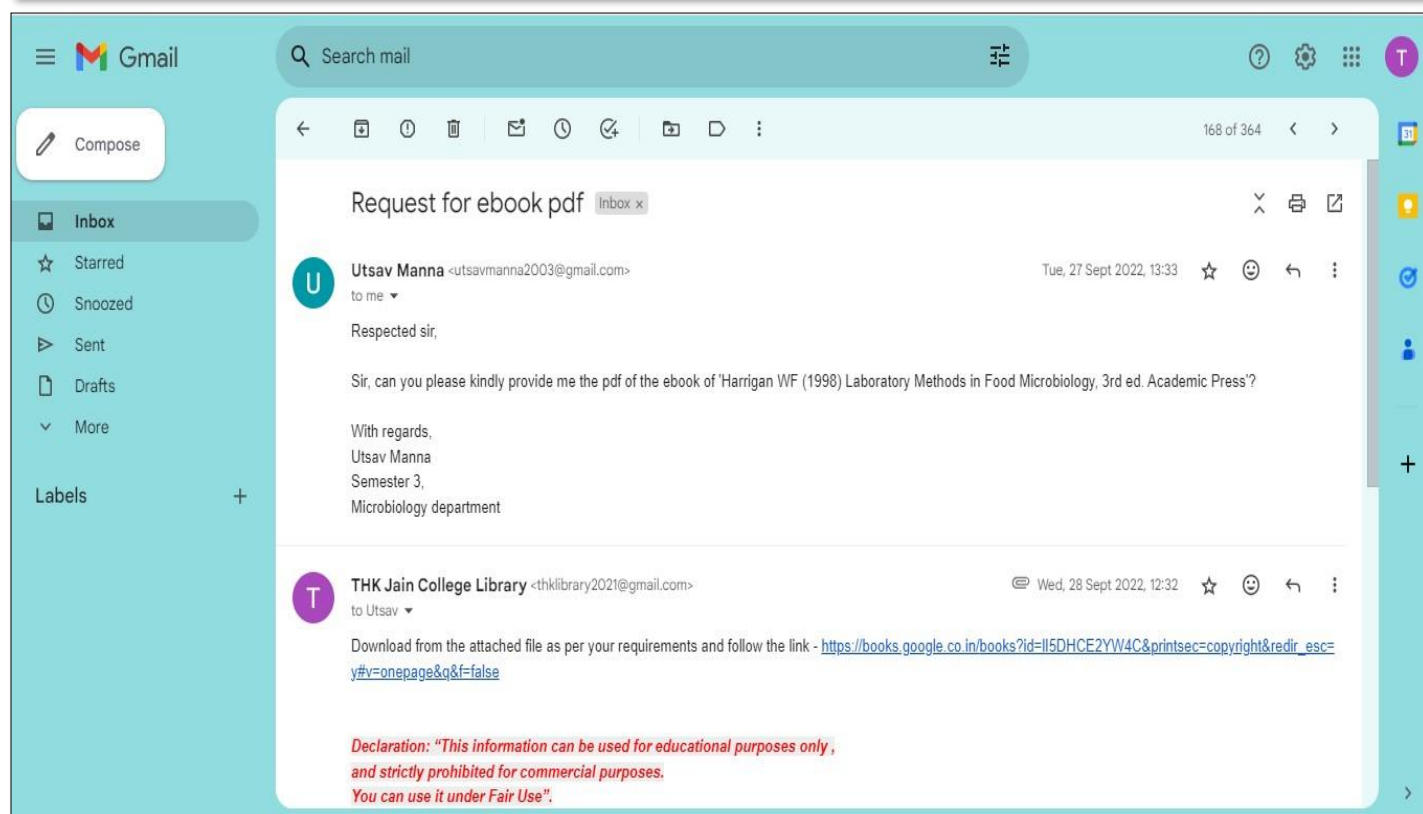 Gmail
Search mail
T
Compose
168 of 364
31
Request for ebook pdf Inbox x
Inbox
Starred
Snoozed
Sent
Drafts
More
Labels
U
Utsav Manna <utsavmanna2003@gmail.com>
Tue, 27 Sept 2022, 13:33
to me
Respected sir,
Sir, can you please kindly provide me the pdf of the ebook of 'Harrigan WF (1998) Laboratory Methods in Food Microbiology, 3rd ed. Academic Press'?
With regards,
Utsav Manna
Semester 3,
Microbiology department
T
THK Jain College Library <thklibrary2021@gmail.com>
Wed, 28 Sept 2022, 12:32
to Utsav
Download from the attached file as per your requirements and follow the link - https://books.google.co.in/books?id=II5DHCE2YW4C&printsec=copyright&redir_esc=
y#v=onepage&q&f=false
Declaration: “This information can be used for educational purposes only ,
and strictly prohibited for commercial purposes.
You can use it under Fair Use”.